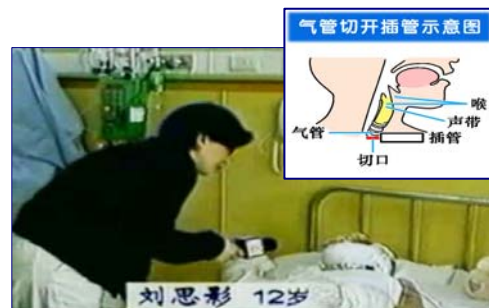 气管切开插管示意图
喉
声带
气管
插管
切口
刘思影 12岁